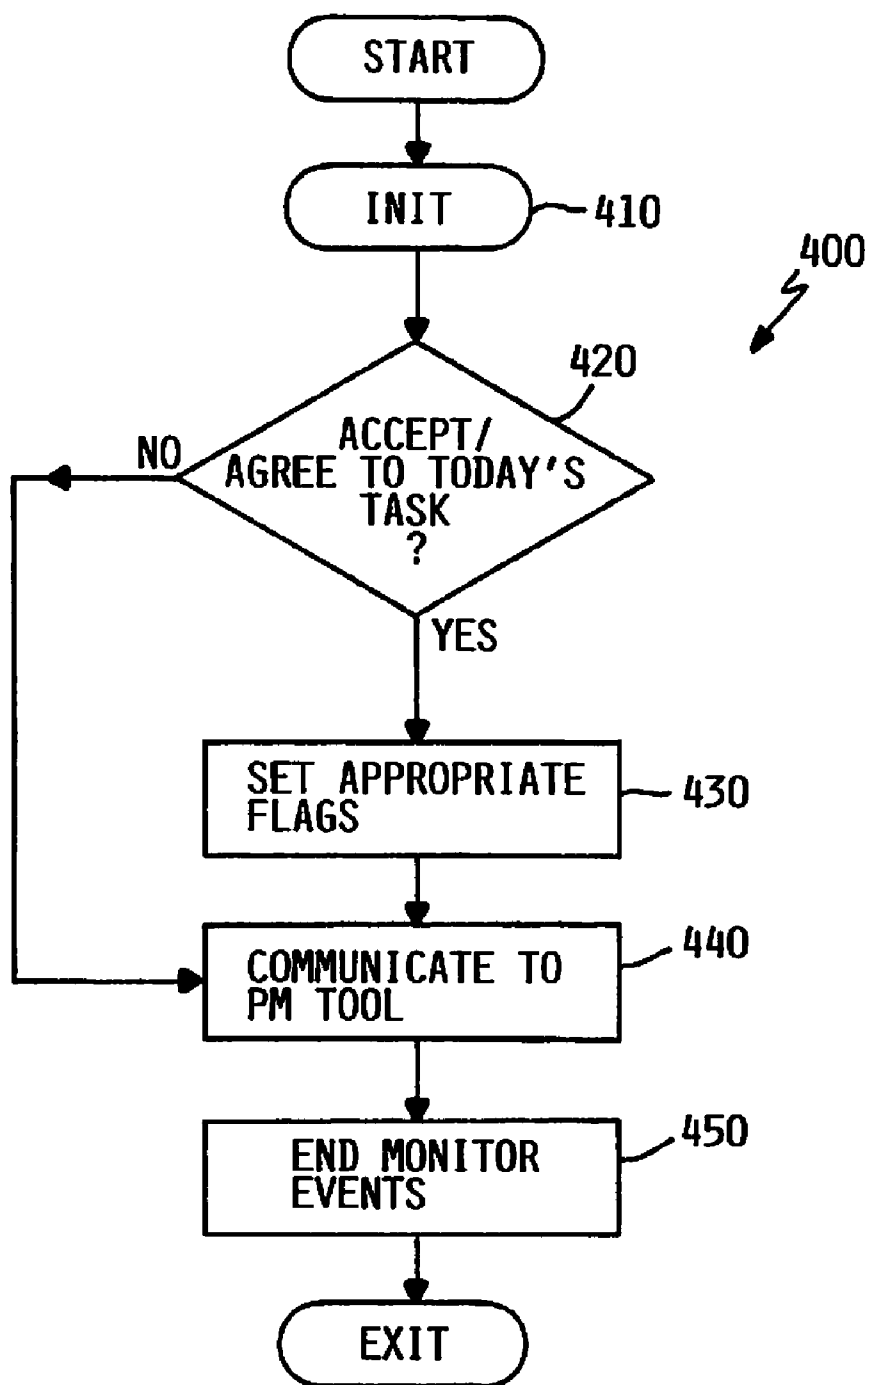 START
INIT
410
400
420
ACCEPT/
AGREE TO TODAY'S
TASK
?
NO
YES
SET APPROPRIATE
FLAGS
430
COMMUNICATE TO
PM TOOL
440
END MONITOR
EVENTS
450
EXIT